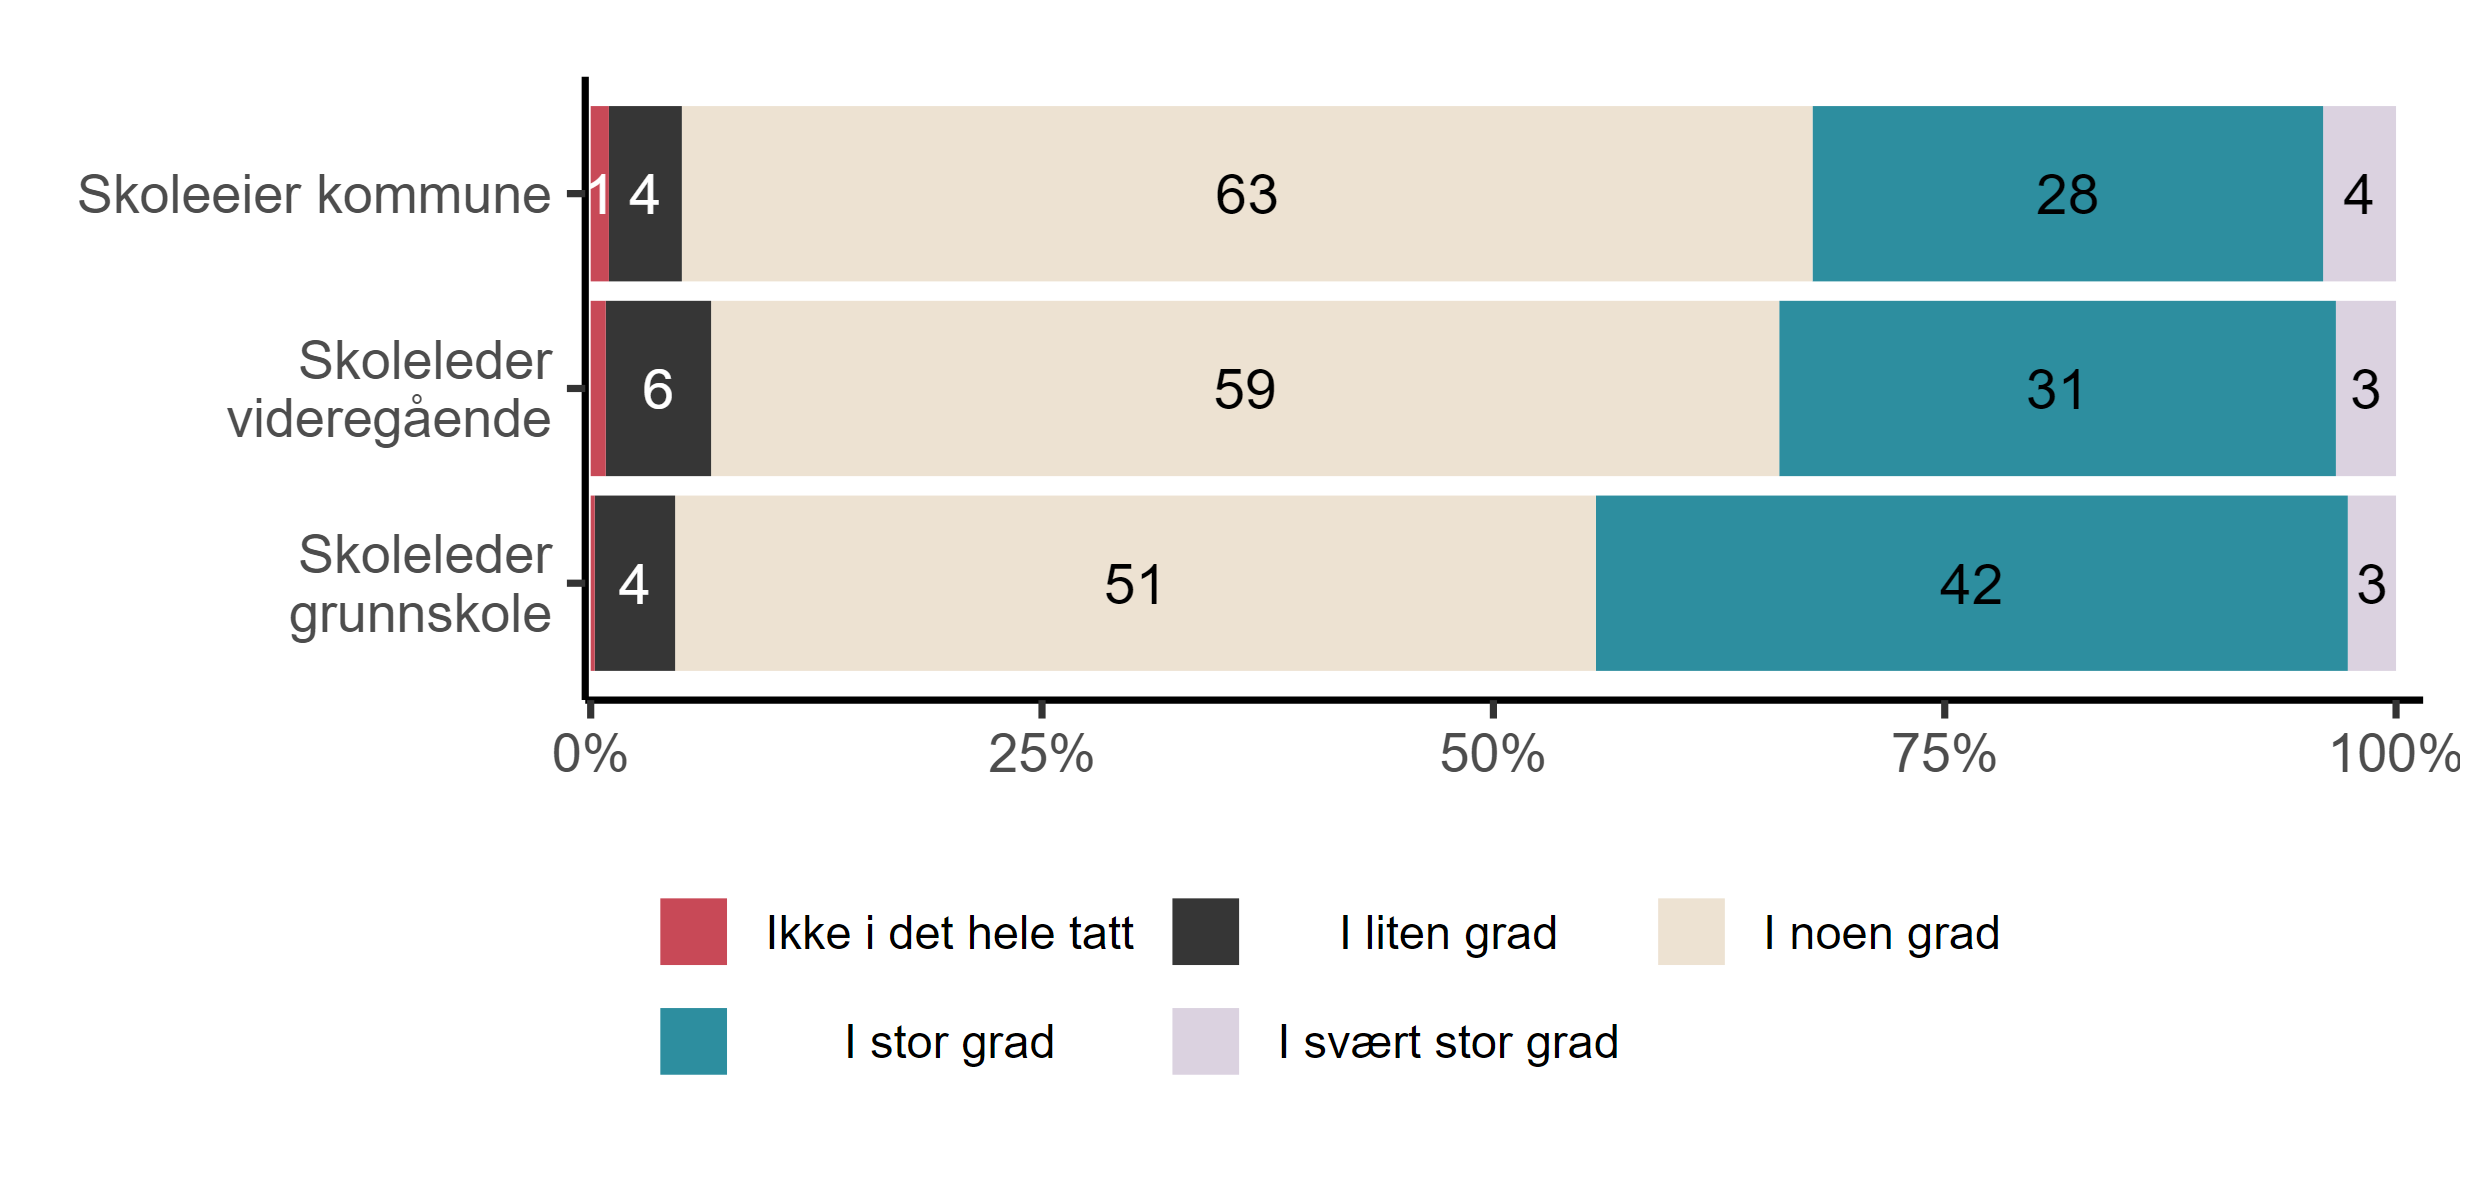 Skoleeier kommune
1 4 63 28 4
Skoleleder
videregående
6 59 31 3
Skoleleder
grunnskole
4 51 42 3
0% 25% 50% 75% 100%
Ikke i det hele tatt
I liten grad
I noen grad
I stor grad
I svært stor grad